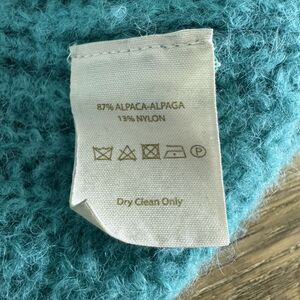 87% ALPACA-ALPAGA
13% NYLON
P
Dry Clean Only